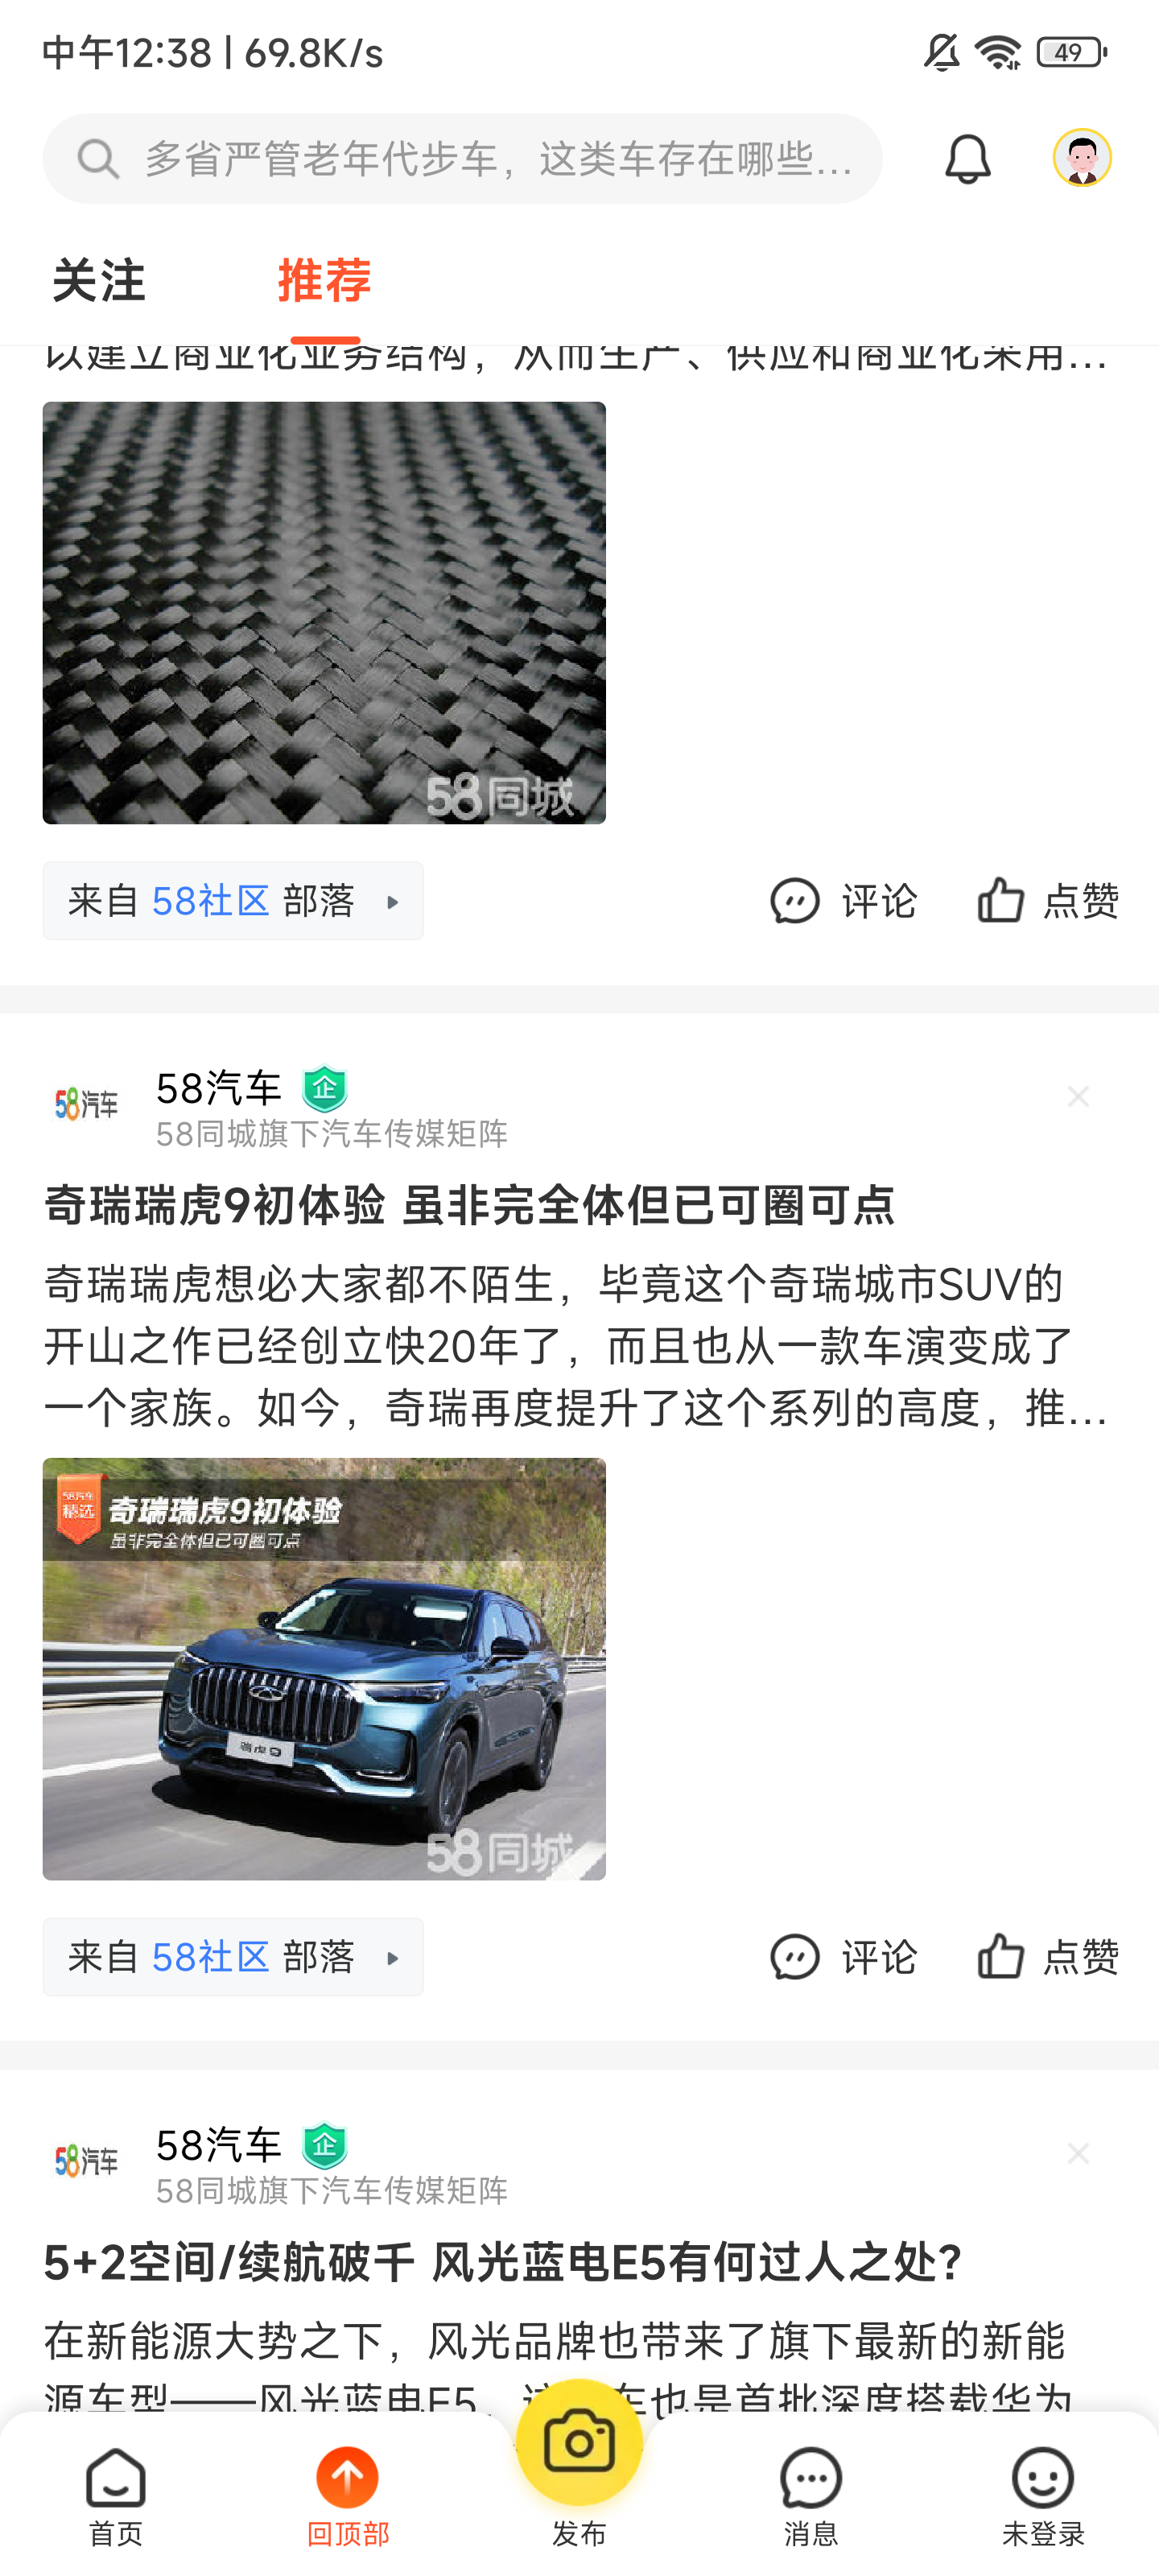 中午12:38 | 69.8K/s
49
多省严管老年代步车，这类车存在哪些...
关注
推荐
以建立商业化业务结构，从而生产、供应和商业化采用...
58同城
来自 58社区 部落
评论
点赞
58汽车
58汽车 企
58同城旗下汽车传媒矩阵
奇瑞瑞虎9初体验 虽非完全体但已可圈可点
奇瑞瑞虎想必大家都不陌生，毕竟这个奇瑞城市SUV的
开山之作已经创立快20年了，而且也从一款车演变成了
一个家族。如今，奇瑞再度提升了这个系列的高度，推...
58汽车
精选
奇瑞瑞虎9初体验
虽非完全体但已可圈可点
瑞虎9
58同城
来自 58社区 部落
评论
点赞
58汽车
58汽车 企
58同城旗下汽车传媒矩阵
5+2空间/续航破千 风光蓝电E5有何过人之处?
在新能源大势之下，风光品牌也带来了旗下最新的新能
源车型——风光蓝电E5，这车也是首批深度搭载华为
首页
回顶部
发布
消息
未登录